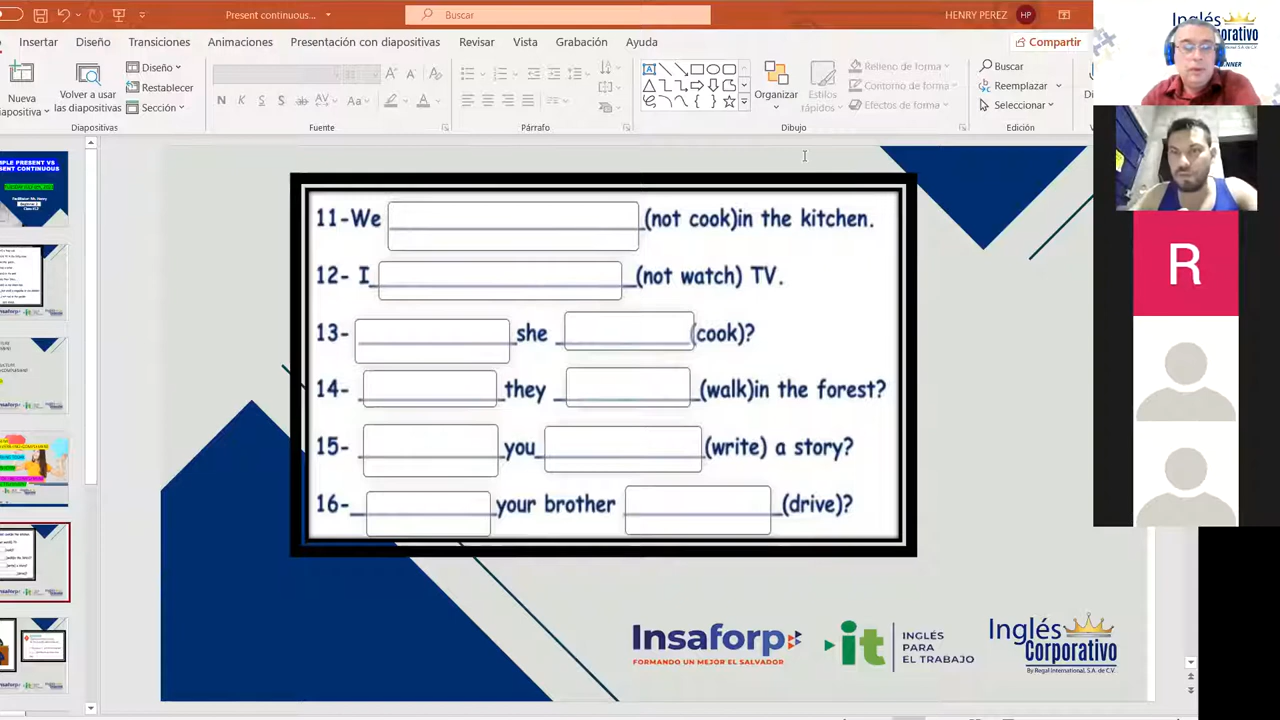 Present continuous...
Buscar
HENRY PEREZ HP
Insertar Diseño Transiciones Animaciones Presentación con diapositivas Revisar Vista Grabación Ayuda Compartir
Nueva diapositiva
Volver a usar las diapositivas
Diseño
Restablecer
Sección
Diapositivas
N K S ab AV Aa A
Fuente
Párrafo
Organizar
Estilos rápidos
Relleno de forma
Contorno de forma
Efectos de forma
Dibujo
Buscar
Reemplazar
Seleccionar
Edición
Inglés
Corporativo
11-We (not cook)in the kitchen.
12- I (not watch) TV.
13- she (cook)?
14- they (walk)in the forest?
15- you (write) a story?
16- your brother (drive)?
R
Insaforp
FORMANDO UN MEJOR EL SALVADOR
it
INGLÉS
PARA
EL TRABAJO
Inglés
Corporativo
By Regal International, S.A. de C.V.